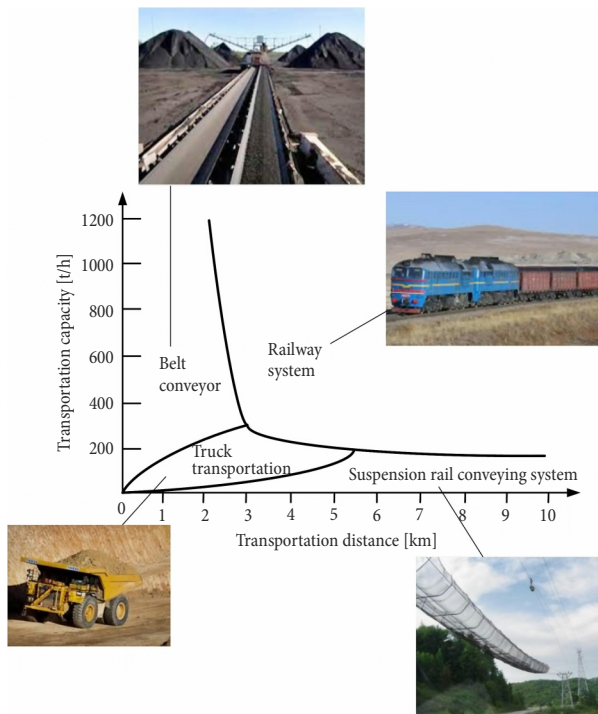 Transportation capacity [t/h]
1200
1000
800
600
400
200
Belt
conveyor
Railway
system
Truck
transportation
Suspension rail conveying system
0 1 2 3 4 5 6 7 8 9 10
Transportation distance [km]